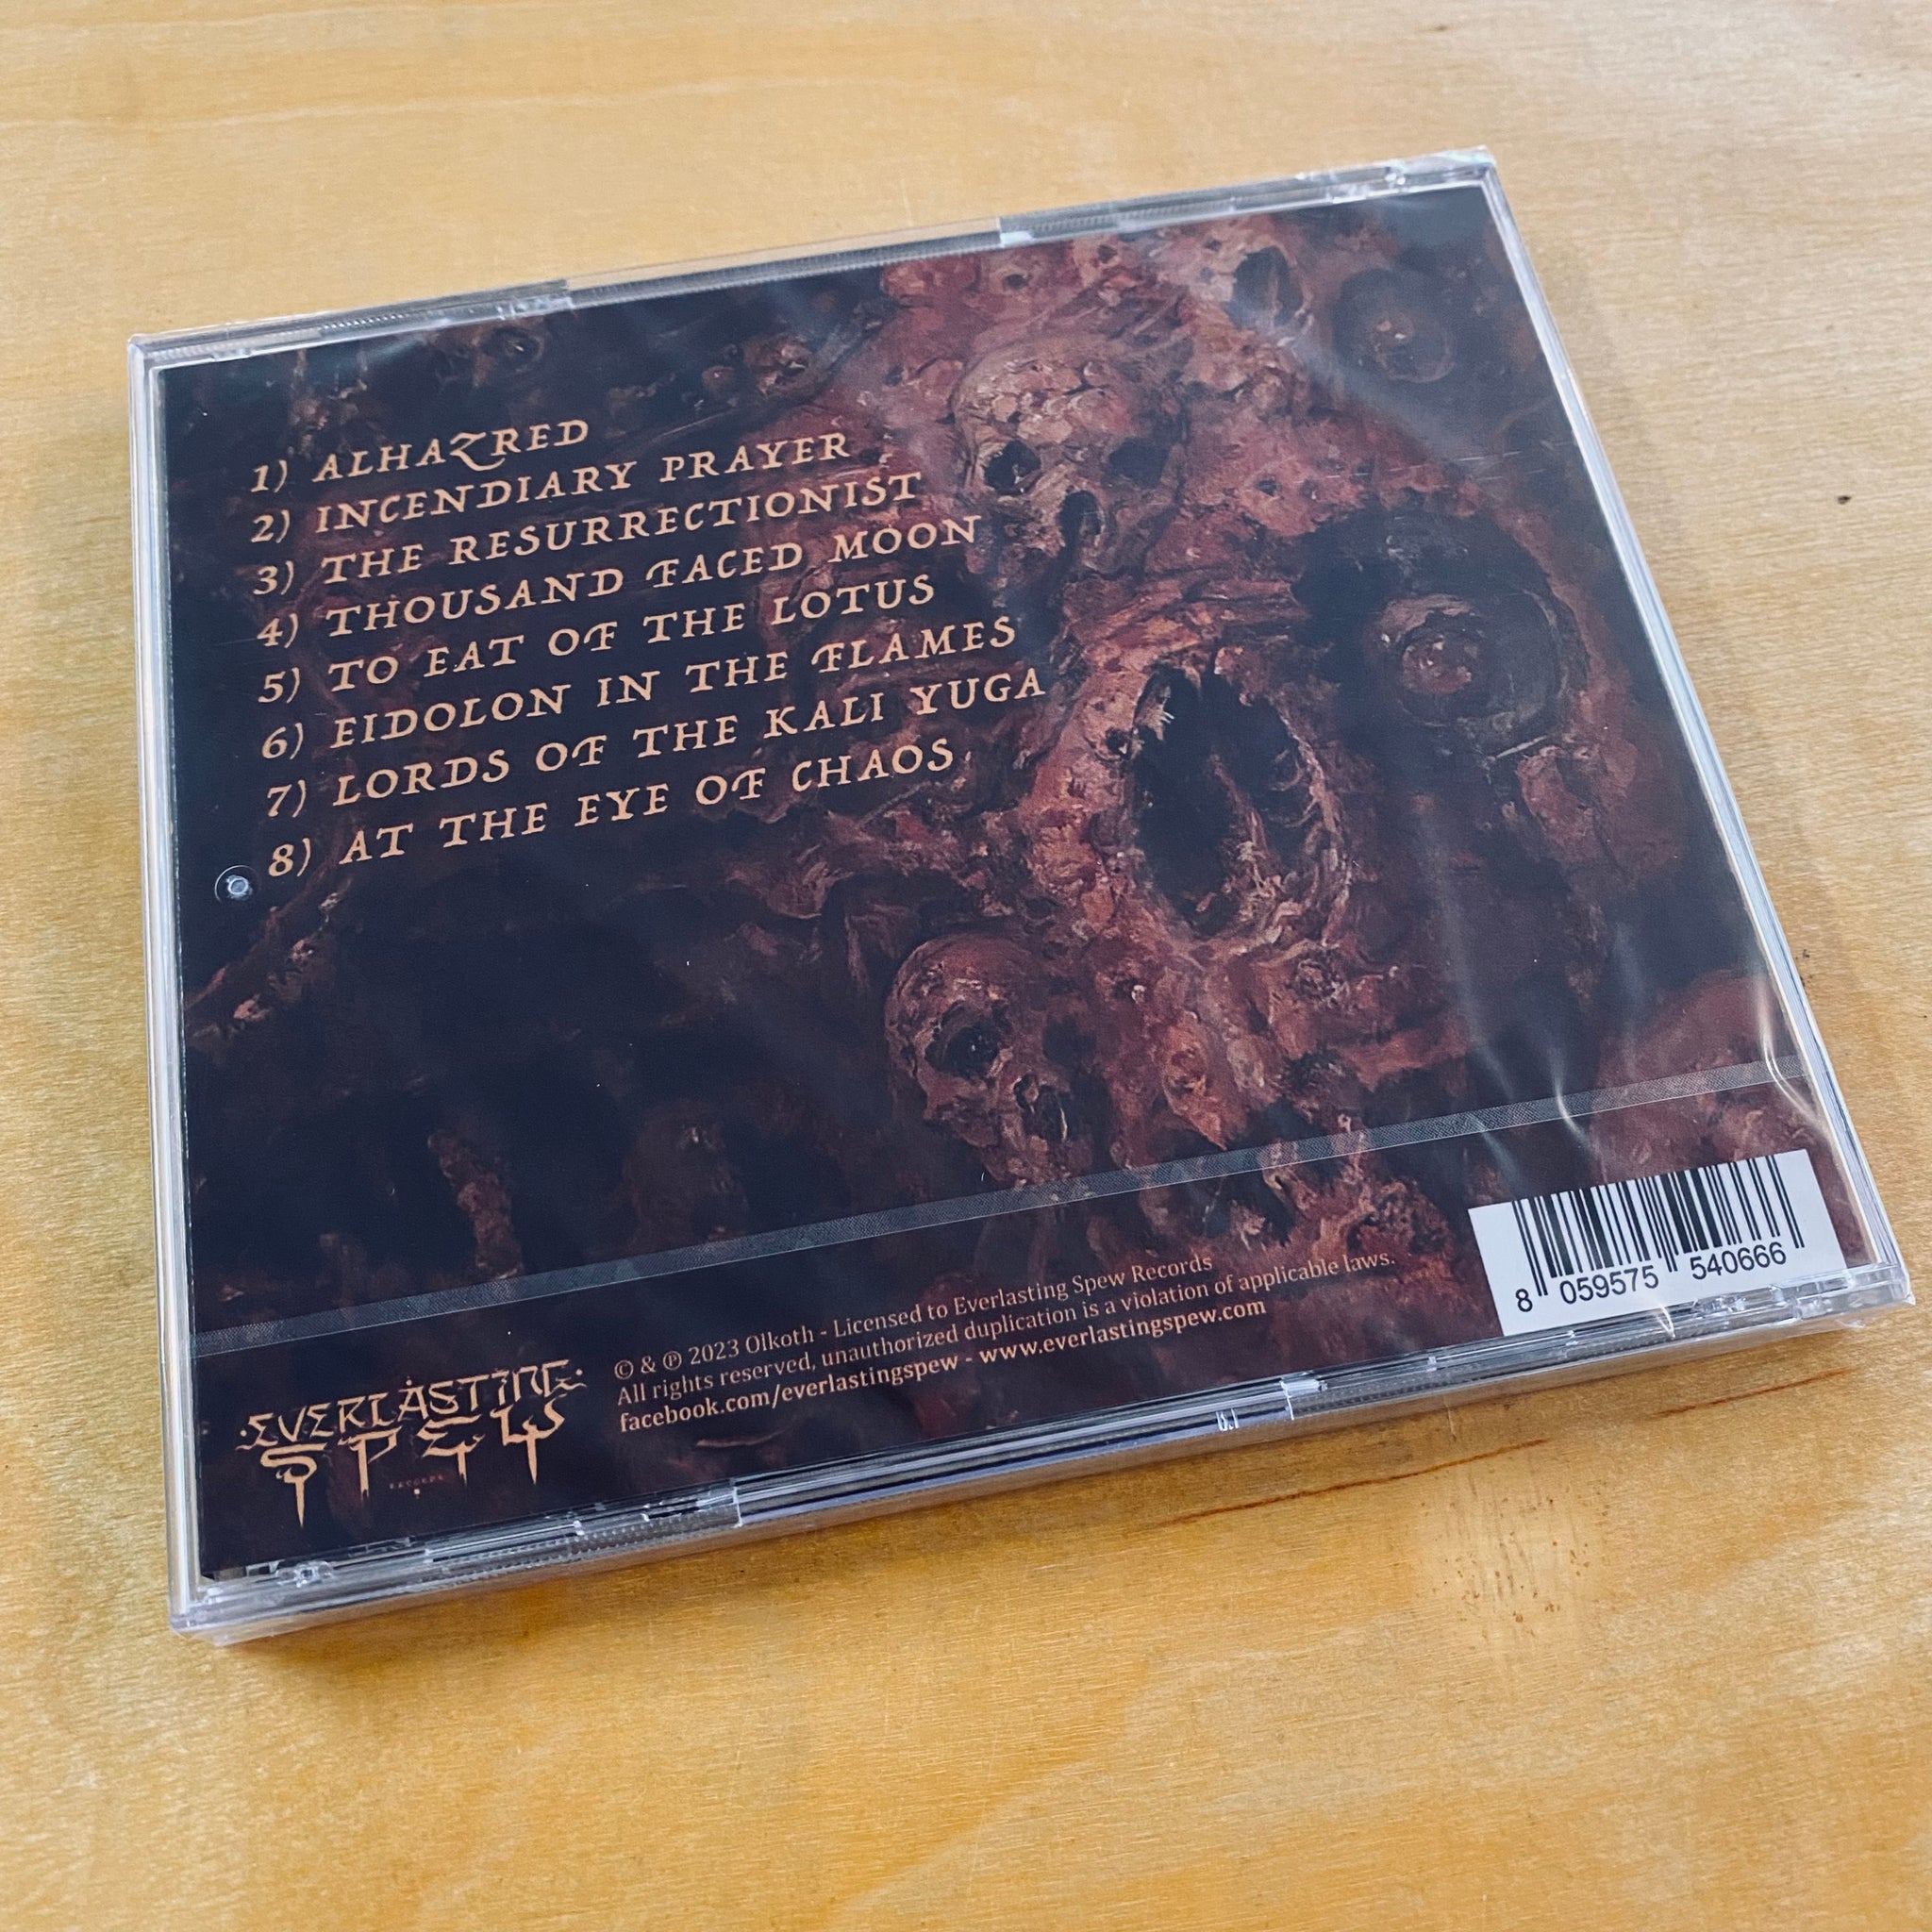 1) ALHAZRED
2) INCENDIARY PRAYER
3) THE RESURRECTIONIST
4) THOUSAND FACED MOON
5) TO EAT OF THE LOTUS
6) EIDOLON IN THE FLAMES
7) LORDS OF THE KALI YUGA
8) AT THE EYE OF CHAOS
© & ℗ 2023 Olkoth - Licensed to Everlasting Spew Records
All rights reserved, unauthorized duplication is a violation of applicable laws.
facebook.com/everlastingspew - www.everlastingspew.com
EVERLASTING
SPEW
RECORDS
8 059575 540666